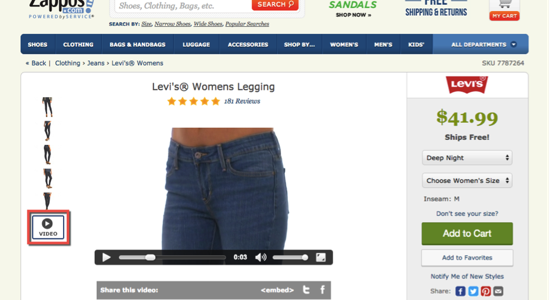 Zappos
.com
POWERED by SERVICE
Shoes, Clothing, Bags, etc.
SEARCH
SEARCH BY: Size, Narrow Shoes, Wide Shoes, Popular Searches
SANDALS
SHOP NOW >
FREE
SHIPPING & RETURNS
MY CART
SHOES CLOTHING BAGS & HANDBAGS LUGGAGE ACCESSORIES SHOP BY... WOMEN'S MEN'S KIDS' ALL DEPARTMENTS
« Back | Clothing > Jeans > Levi's® Womens
SKU 7787264
Levi's® Womens Legging
181 Reviews
VIDEO
0:03
Share this video: <embed>
Levi's
$41.99
Ships Free!
Deep Night
Choose Women's Size
Inseam: M
Don't see your size?
Add to Cart
Add to Favorites
Notify Me of New Styles
Share: